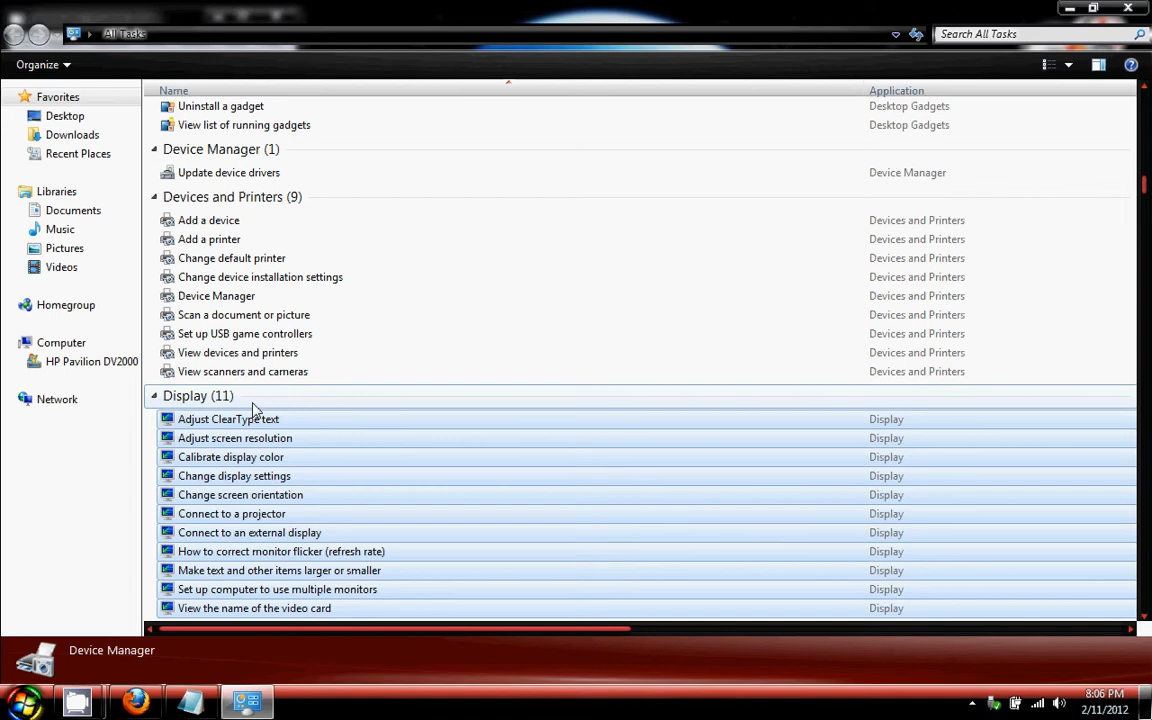 All Tasks
Search All Tasks
Organize
Favorites
Desktop
Downloads
Recent Places
Libraries
Documents
Music
Pictures
Videos
Homegroup
Computer
HP Pavilion DV2000
Network
Name Application
Uninstall a gadget Desktop Gadgets
View list of running gadgets Desktop Gadgets
Device Manager (1)
Update device drivers Device Manager
Devices and Printers (9)
Add a device Devices and Printers
Add a printer Devices and Printers
Change default printer Devices and Printers
Change device installation settings Devices and Printers
Device Manager Devices and Printers
Scan a document or picture Devices and Printers
Set up USB game controllers Devices and Printers
View devices and printers Devices and Printers
View scanners and cameras Devices and Printers
Display (11)
Adjust ClearType text Display
Adjust screen resolution Display
Calibrate display color Display
Change display settings Display
Change screen orientation Display
Connect to a projector Display
Connect to an external display Display
How to correct monitor flicker (refresh rate) Display
Make text and other items larger or smaller Display
Set up computer to use multiple monitors Display
View the name of the video card Display
Device Manager
8:06 PM
2/11/2012